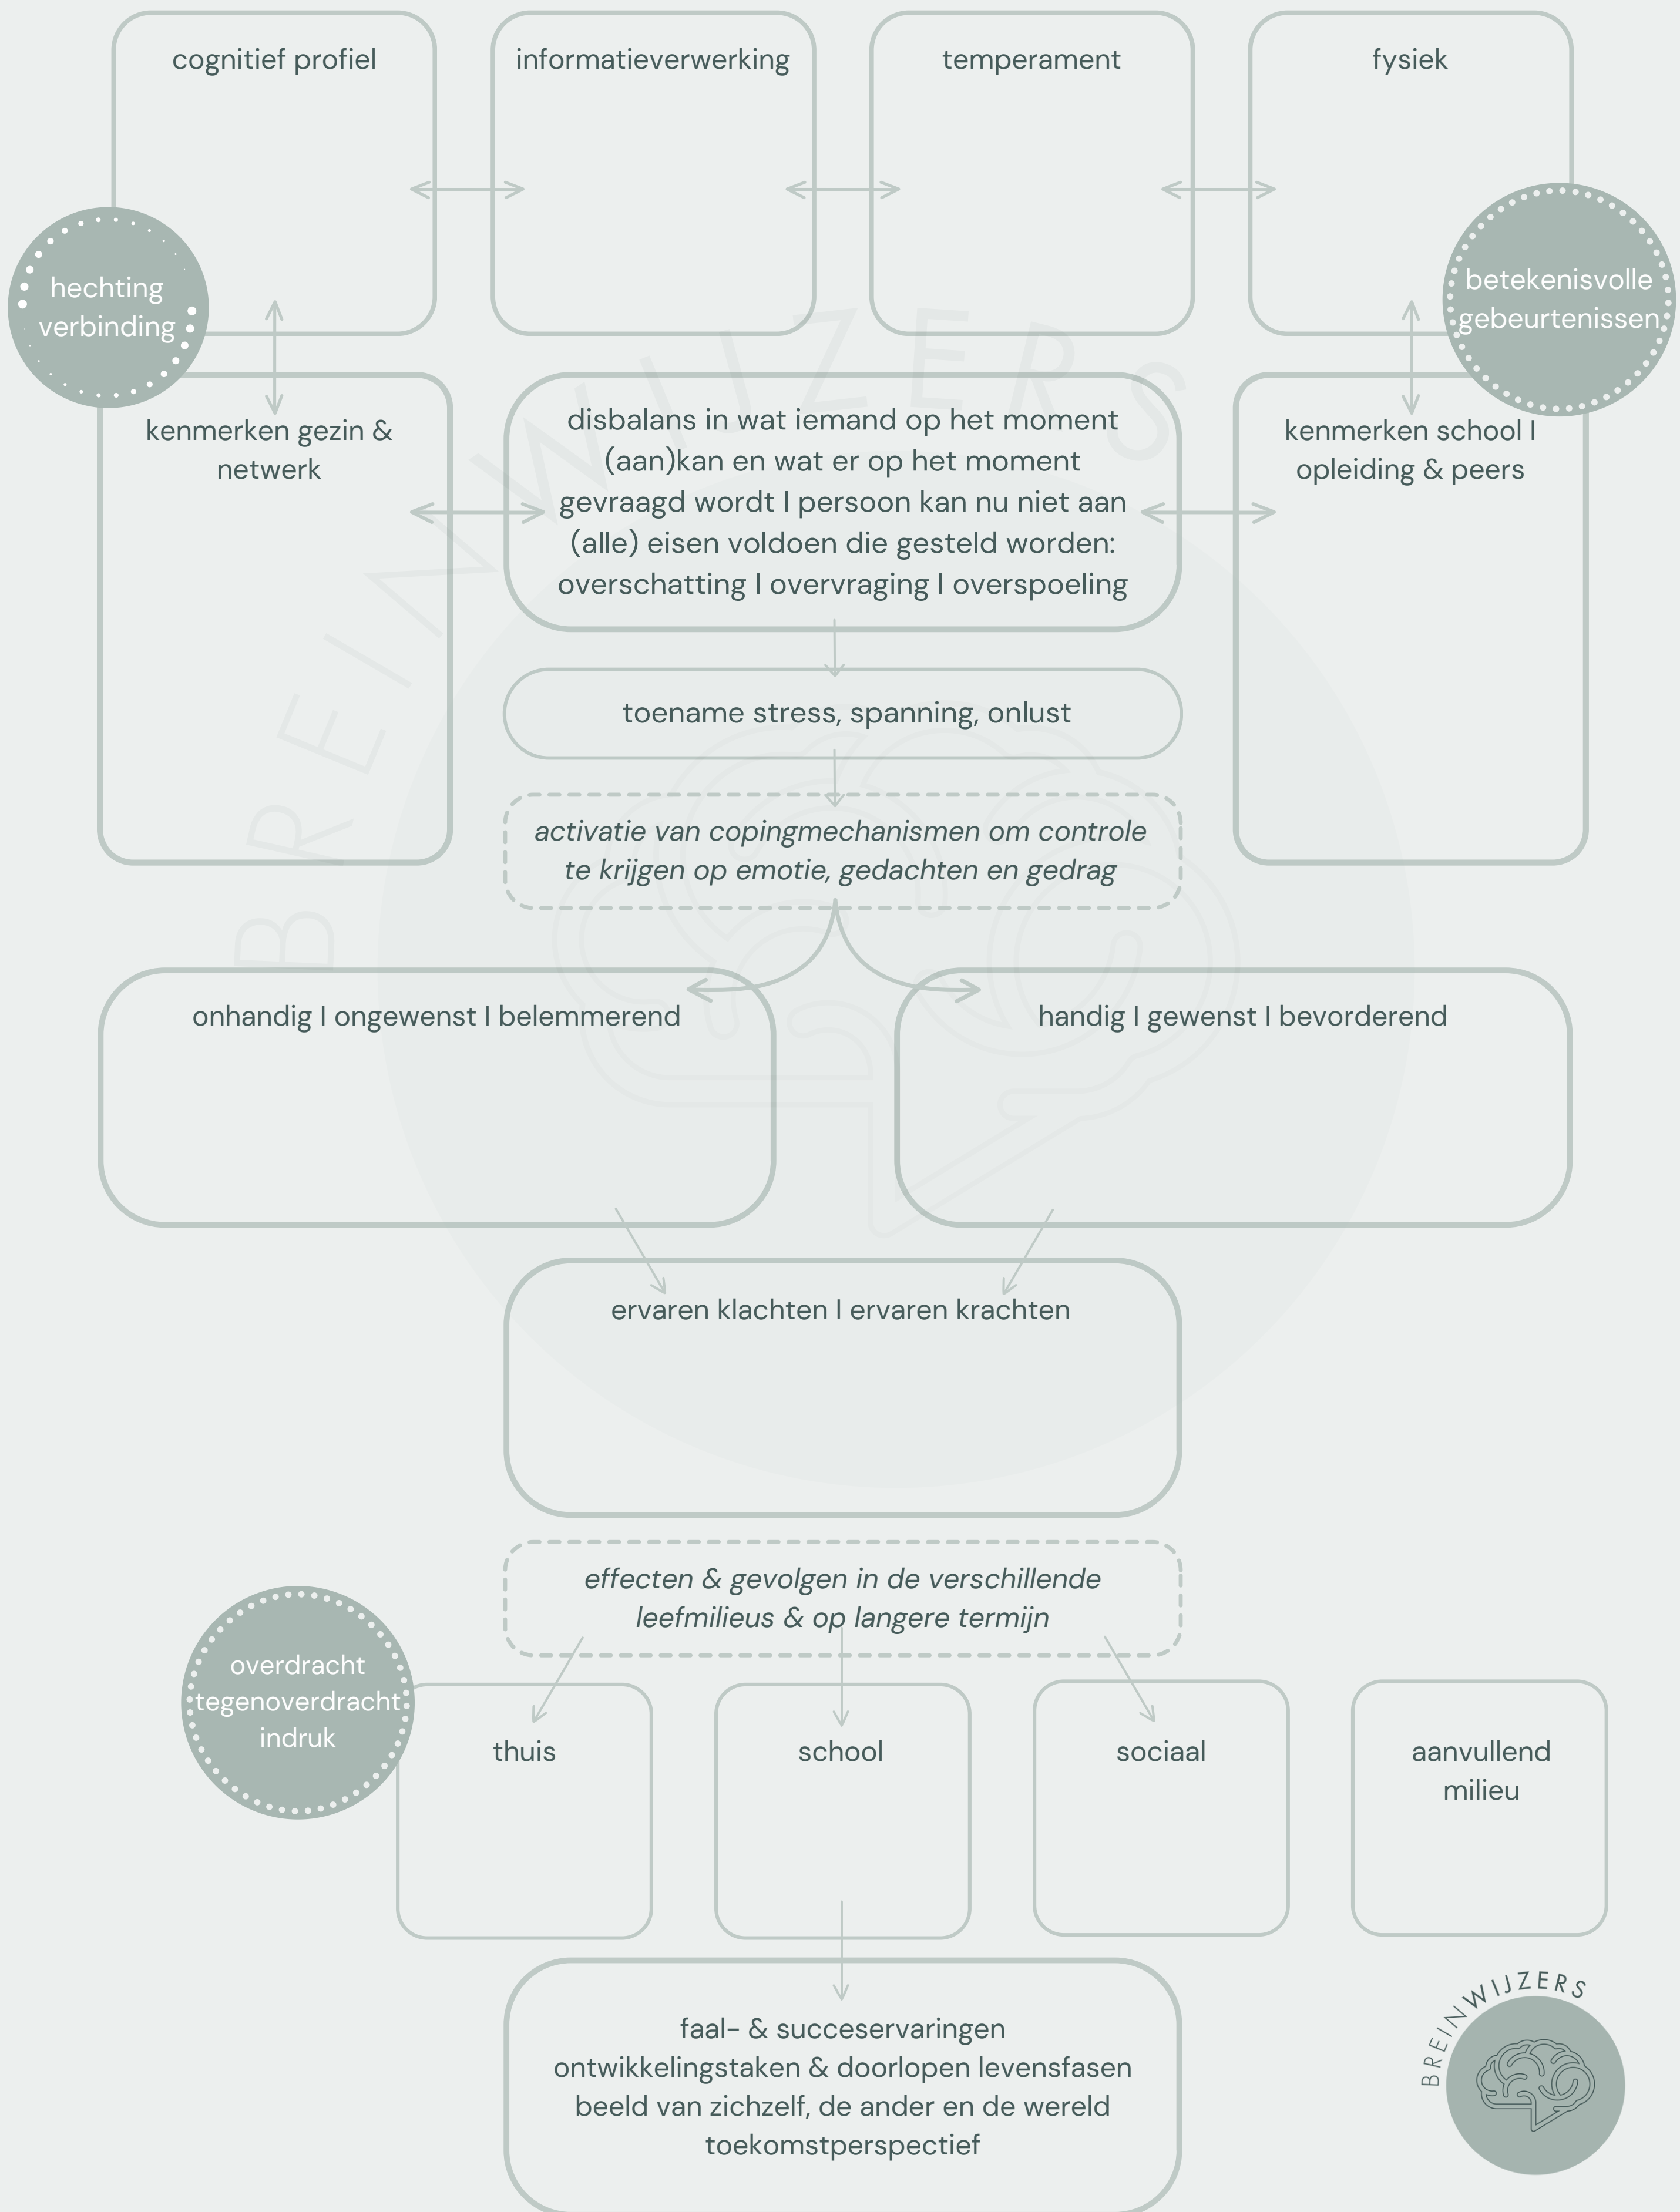 cognitief profiel
informatieverwerking
temperament
fysiek
hechting
verbinding
betekenisvolle
gebeurtenissen
kenmerken gezin &
netwerk
disbalans in wat iemand op het moment
(aan)kan en wat er op het moment
gevraagd wordt I persoon kan nu niet aan
(alle) eisen voldoen die gesteld worden:
overschatting I overvraging I overspoeling
kenmerken school I
opleiding & peers
BREINWIJZERS
toename stress, spanning, onlust
activatie van copingmechanismen om controle
te krijgen op emotie, gedachten en gedrag
onhandig I ongewenst I belemmerend
handig I gewenst I bevorderend
ervaren klachten I ervaren krachten
effecten & gevolgen in de verschillende
leefmilieus & op langere termijn
overdracht
tegenoverdracht
indruk
thuis
school
sociaal
aanvullend
milieu
faal- & succeservaringen
ontwikkelingstaken & doorlopen levensfasen
beeld van zichzelf, de ander en de wereld
toekomstperspectief
BREINWIJZERS